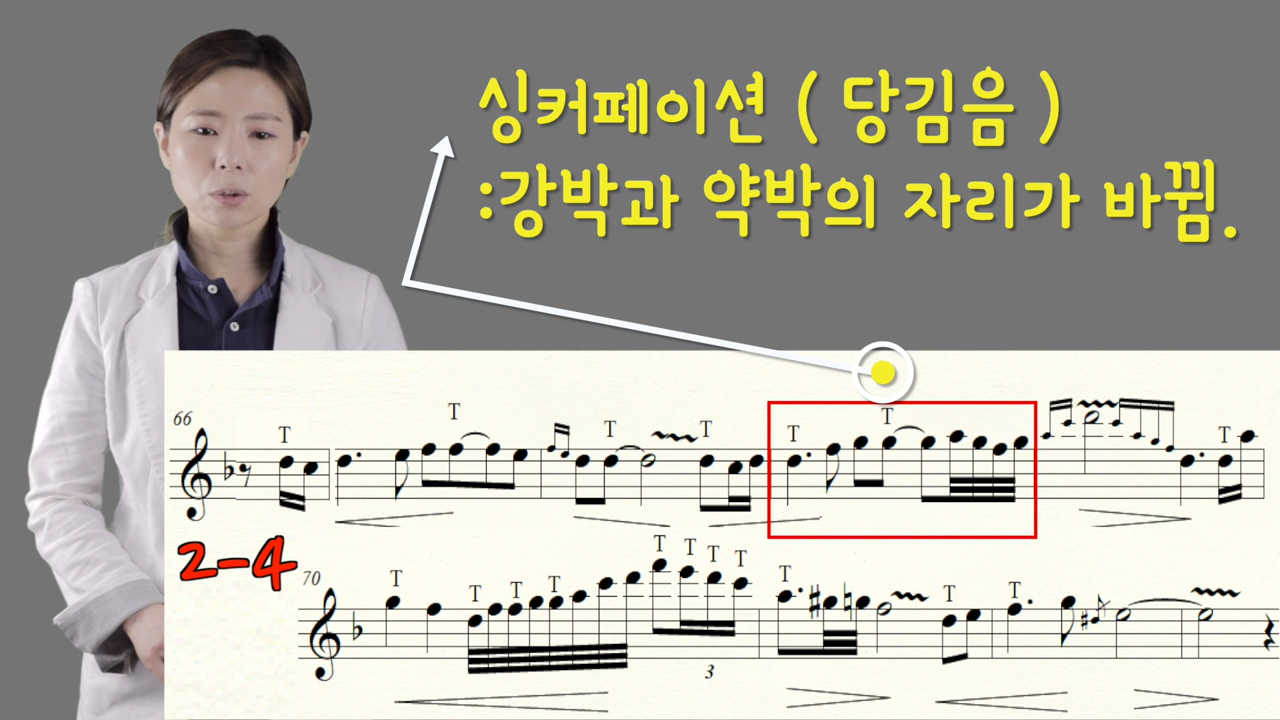 싱커페이션 ( 당김음 )
:강박과 약박의 자리가 바뀜.
66
T T T T T T T
2-4
70
T T T T T T T T T T T
3